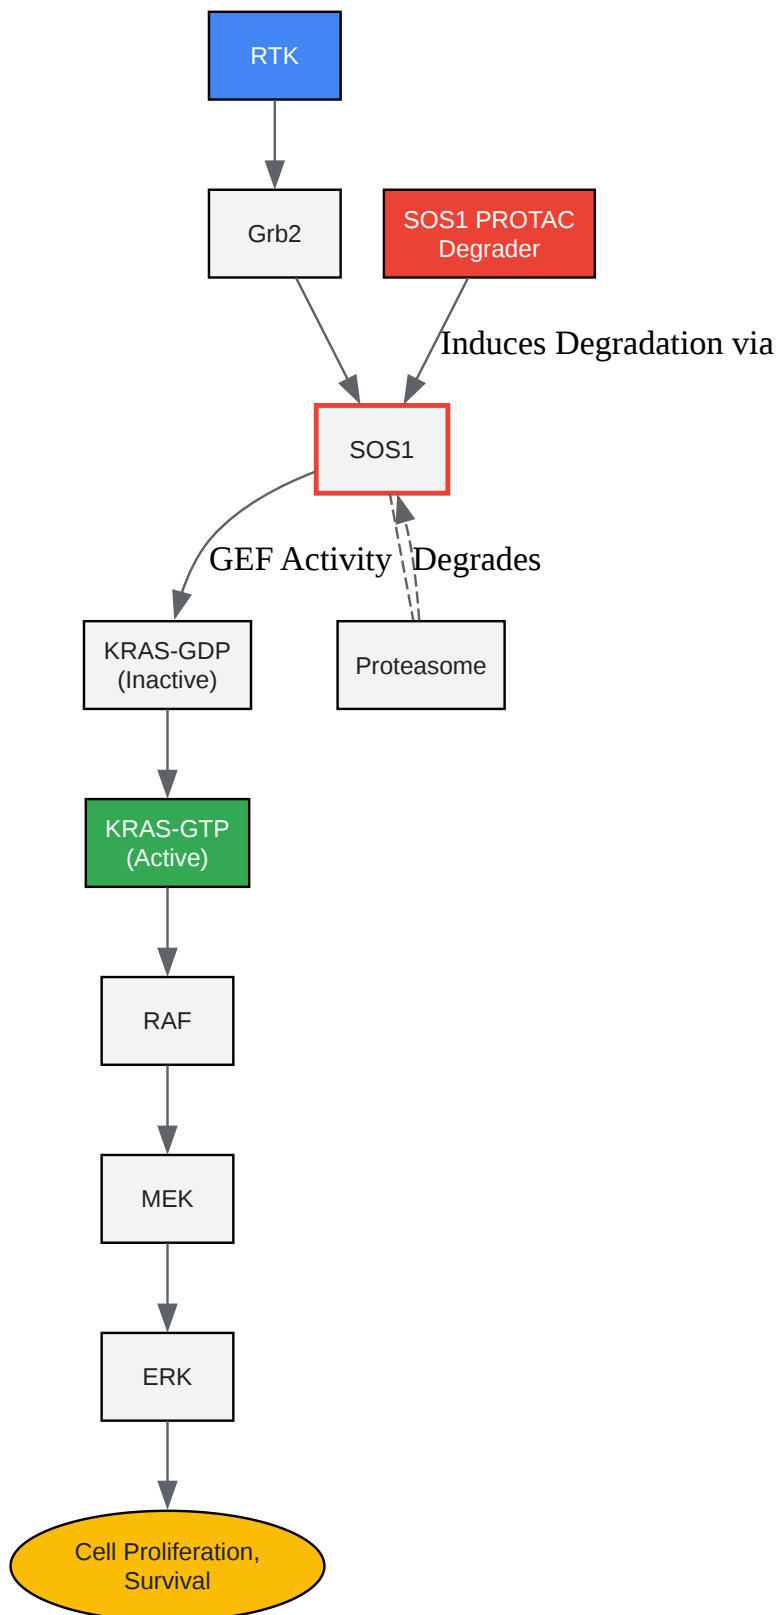 RTK
Grb2
SOS1 PROTAC
Degrader
Induces Degradation via
SOS1
GEF Activity
Degrades
KRAS-GDP
(Inactive)
Proteasome
KRAS-GTP
(Active)
RAF
MEK
ERK
Cell Proliferation,
Survival